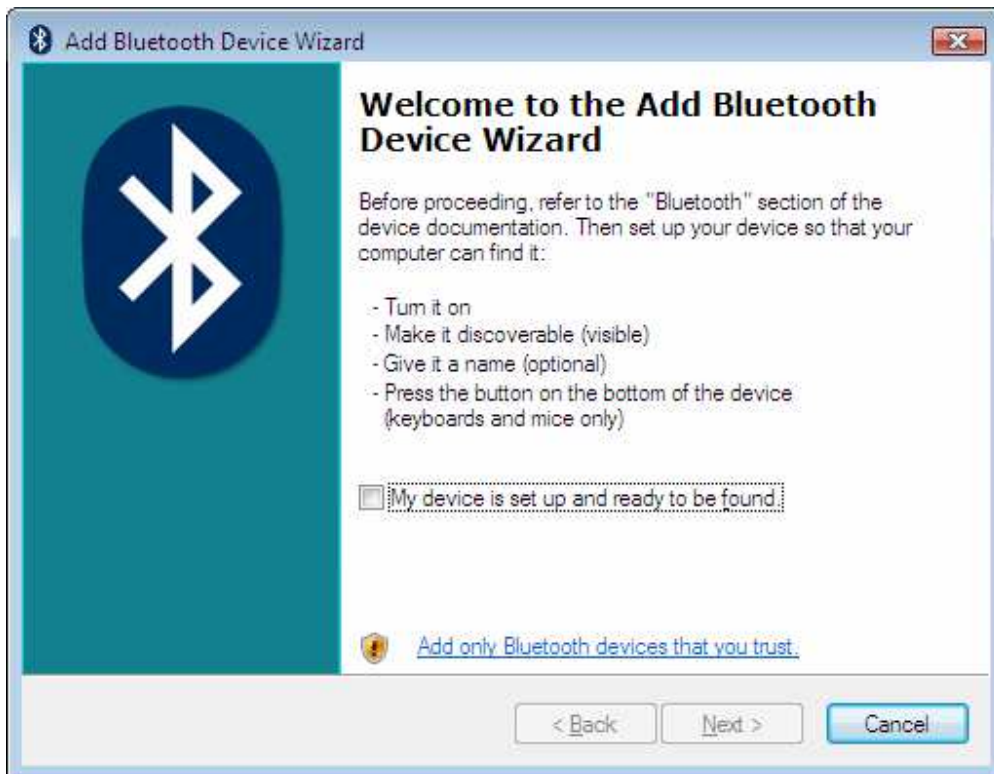 Add Bluetooth Device Wizard
Welcome to the Add Bluetooth
Device Wizard
Before proceeding, refer to the "Bluetooth" section of the
device documentation. Then set up your device so that your
computer can find it:
- Turn it on
- Make it discoverable (visible)
- Give it a name (optional)
- Press the button on the bottom of the device
(keyboards and mice only)
My device is set up and ready to be found.
Add only Bluetooth devices that you trust.
< Back Next > Cancel